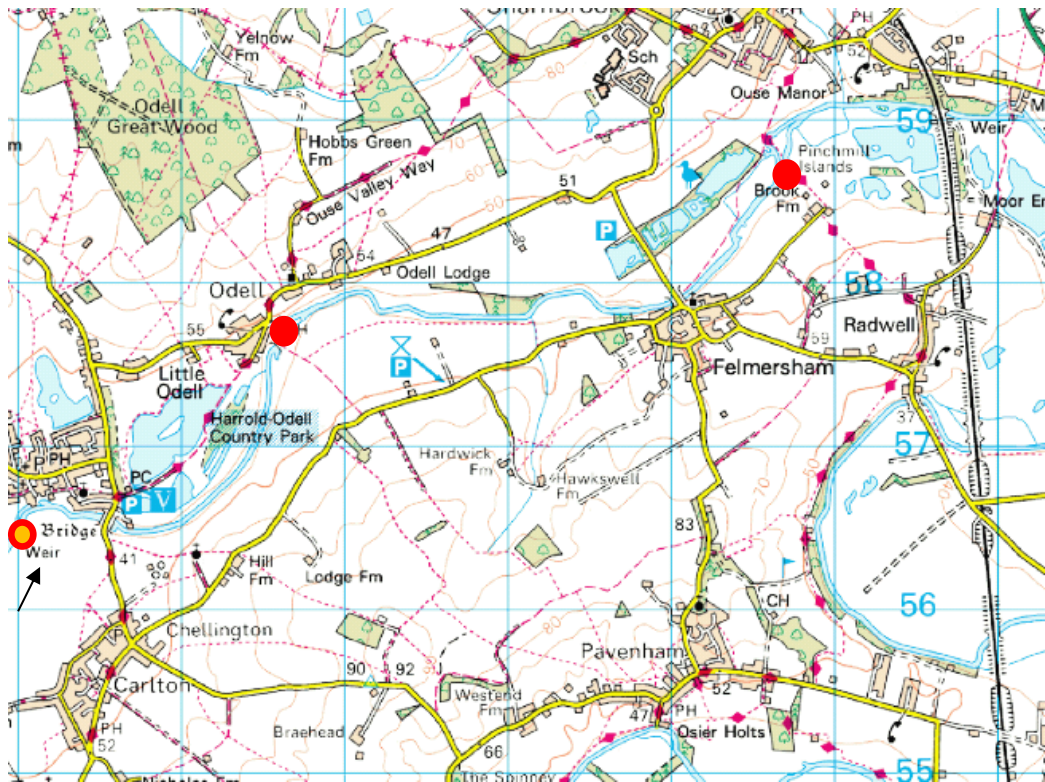 Yelnow
Fm
80
Sch
P
PH
52
Ouse Manor
Odell
Great Wood
Hobbs Green
Fm
70
Ouse Valley Way
60
50
51
59
Weir
Pinchmill
Islands
Brook
Fm
P
47
64
Odell Lodge
58
Odell
55
Little
Odell
59
Radwell
Felmersham
P
Harrold-Odell
Country Park
37
57
P
PH
PC
P
i
V
Hardwick
Fm
Hawkswell
Fm
70
83
Bridge
Weir
41
Hill
Fm
Lodge Fm
56
CH
P
Chellington
80
Pavenham
90
92
Carlton
Westend
Fm
52
47
PH
Osier Holts
PH
52
Braehead
66
The Spinney
55